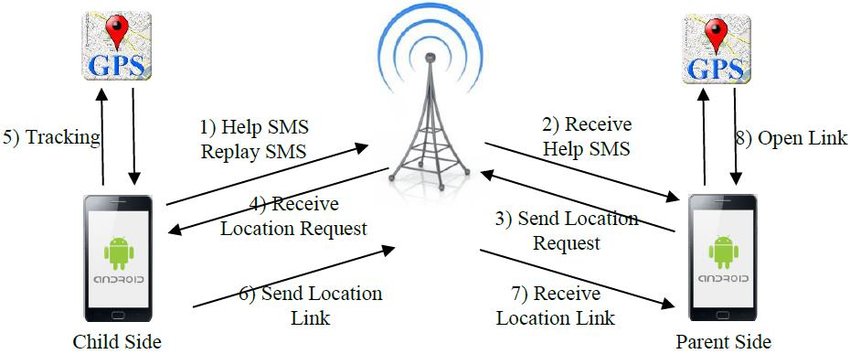 GPS
GPS
5) Tracking
1) Help SMS
Replay SMS
2) Receive
Help SMS
8) Open Link
4) Receive
Location Request
3) Send Location
Request
ANDROID
ANDROID
6) Send Location
Link
7) Receive
Location Link
Child Side
Parent Side